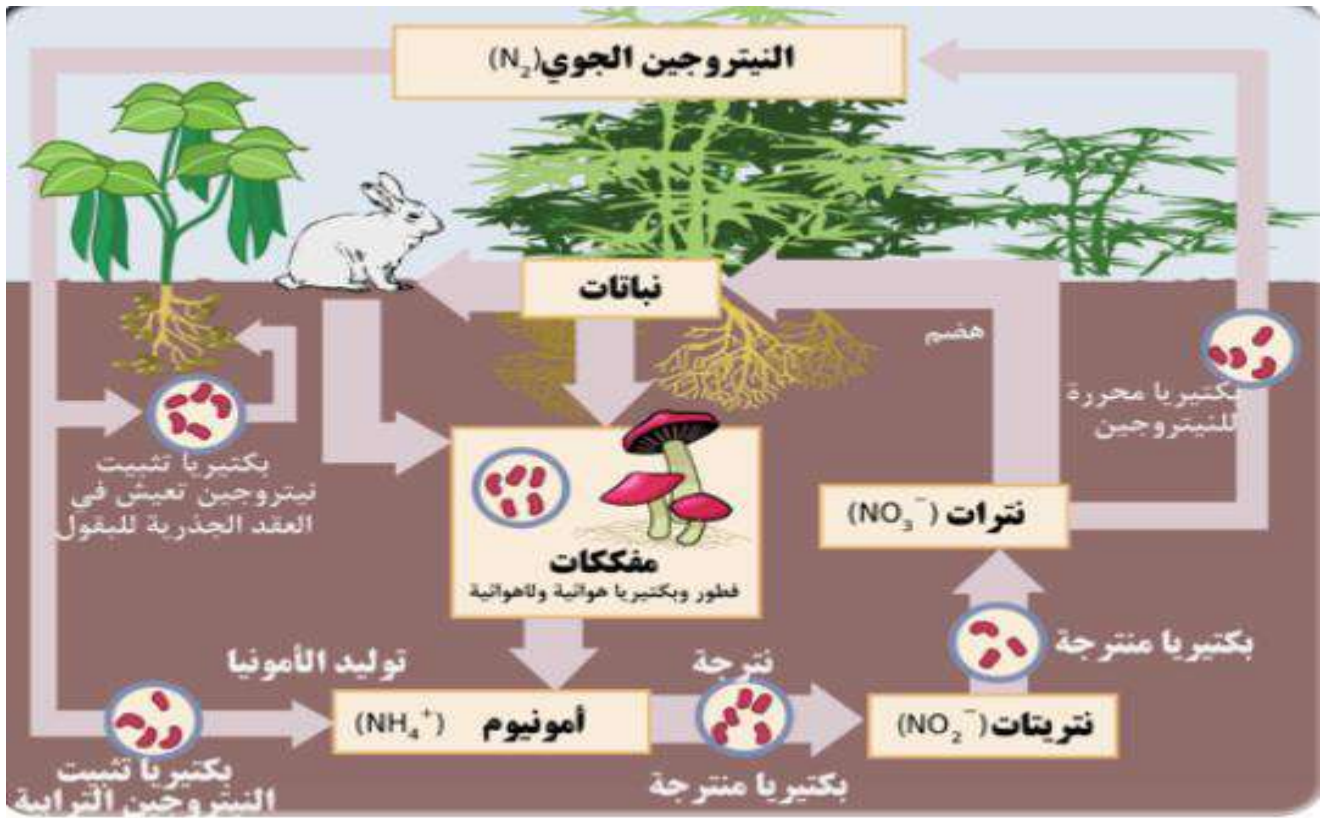 النيتروجين الجوي (N₂)
نباتات
هضم
بكتيريا محررة
للنيتروجين
بكتيريا تثبيت
نيتروجين تعيش في
العقد الجذرية للبقول
نترات (NO₃⁻)
مفككات
فطور وبكتيريا هوائية ولاهوائية
بكتيريا منترجة
توليد الأمونيا
نترجة
أمونيوم (NH₄⁺)
نتريتات (NO₂⁻)
بكتيريا تثبيت
النيتروجين الترابية
بكتيريا منترجة